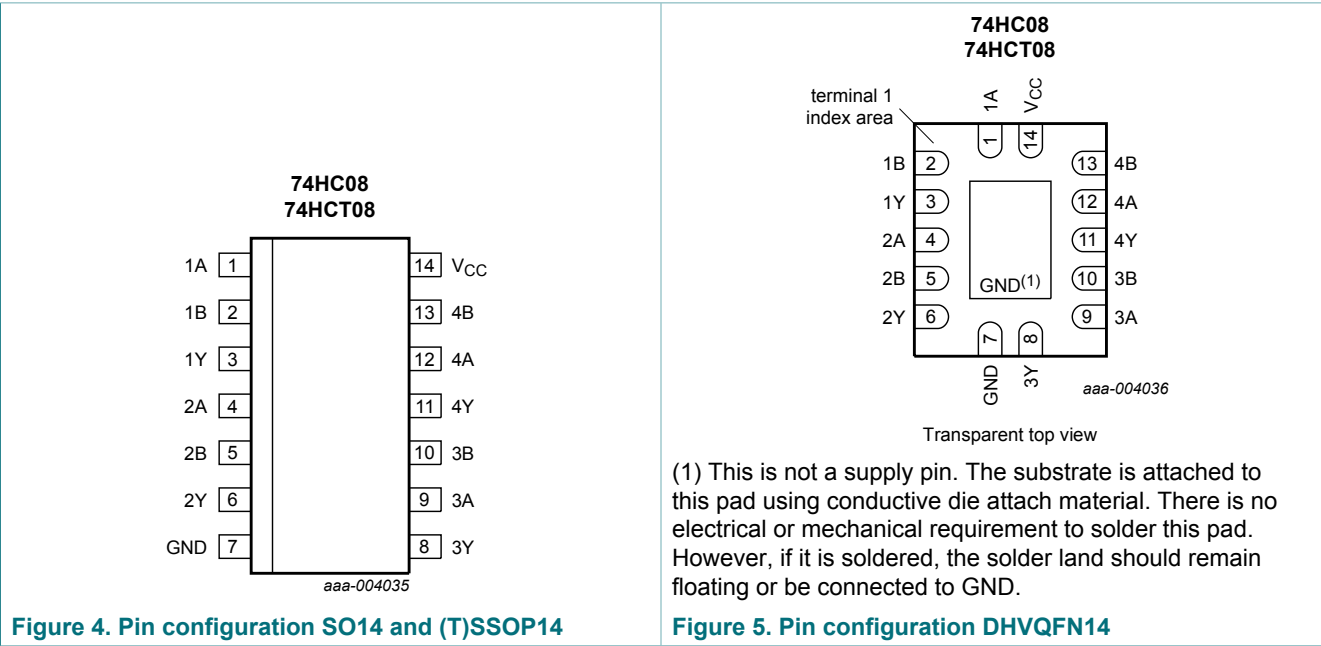 74HC08
74HCT08
1A 1 14 VCC
1B 2 13 4B
1Y 3 12 4A
2A 4 11 4Y
2B 5 10 3B
2Y 6 9 3A
GND 7 8 3Y
aaa-004035
Figure 4. Pin configuration SO14 and (T)SSOP14
74HC08
74HCT08
terminal 1
index area
1A VCC
1 14
1B 2 13 4B
1Y 3 12 4A
2A 4 11 4Y
2B 5 10 3B
GND(1)
2Y 6 9 3A
7 8
GND 3Y
aaa-004036
Transparent top view
(1) This is not a supply pin. The substrate is attached to
this pad using conductive die attach material. There is no
electrical or mechanical requirement to solder this pad.
However, if it is soldered, the solder land should remain
floating or be connected to GND.
Figure 5. Pin configuration DHVQFN14